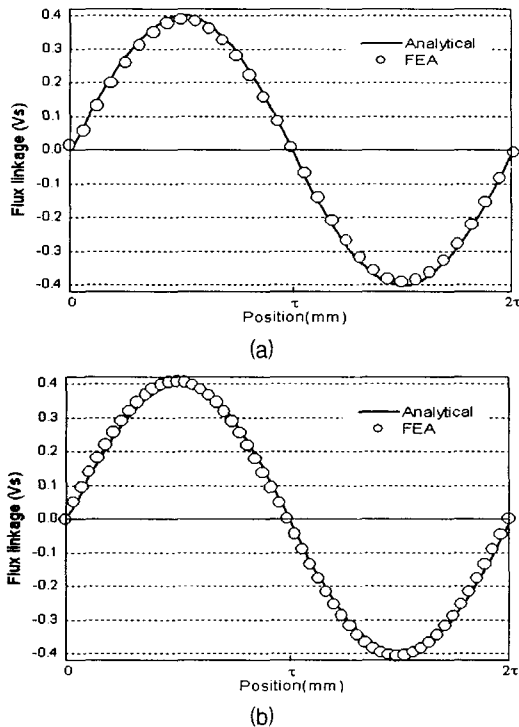 0.4
0.3
0.2
0.1
0.0
-0.1
-0.2
-0.3
-0.4
Flux linkage (Vs)
Analytical
FEA
0
τ
2τ
Position(mm)
(a)
0.4
0.3
0.2
0.1
0.0
-0.1
-0.2
-0.3
-0.4
Flux linkage (Vs)
Analytical
FEA
0
τ
2τ
Position(mm)
(b)